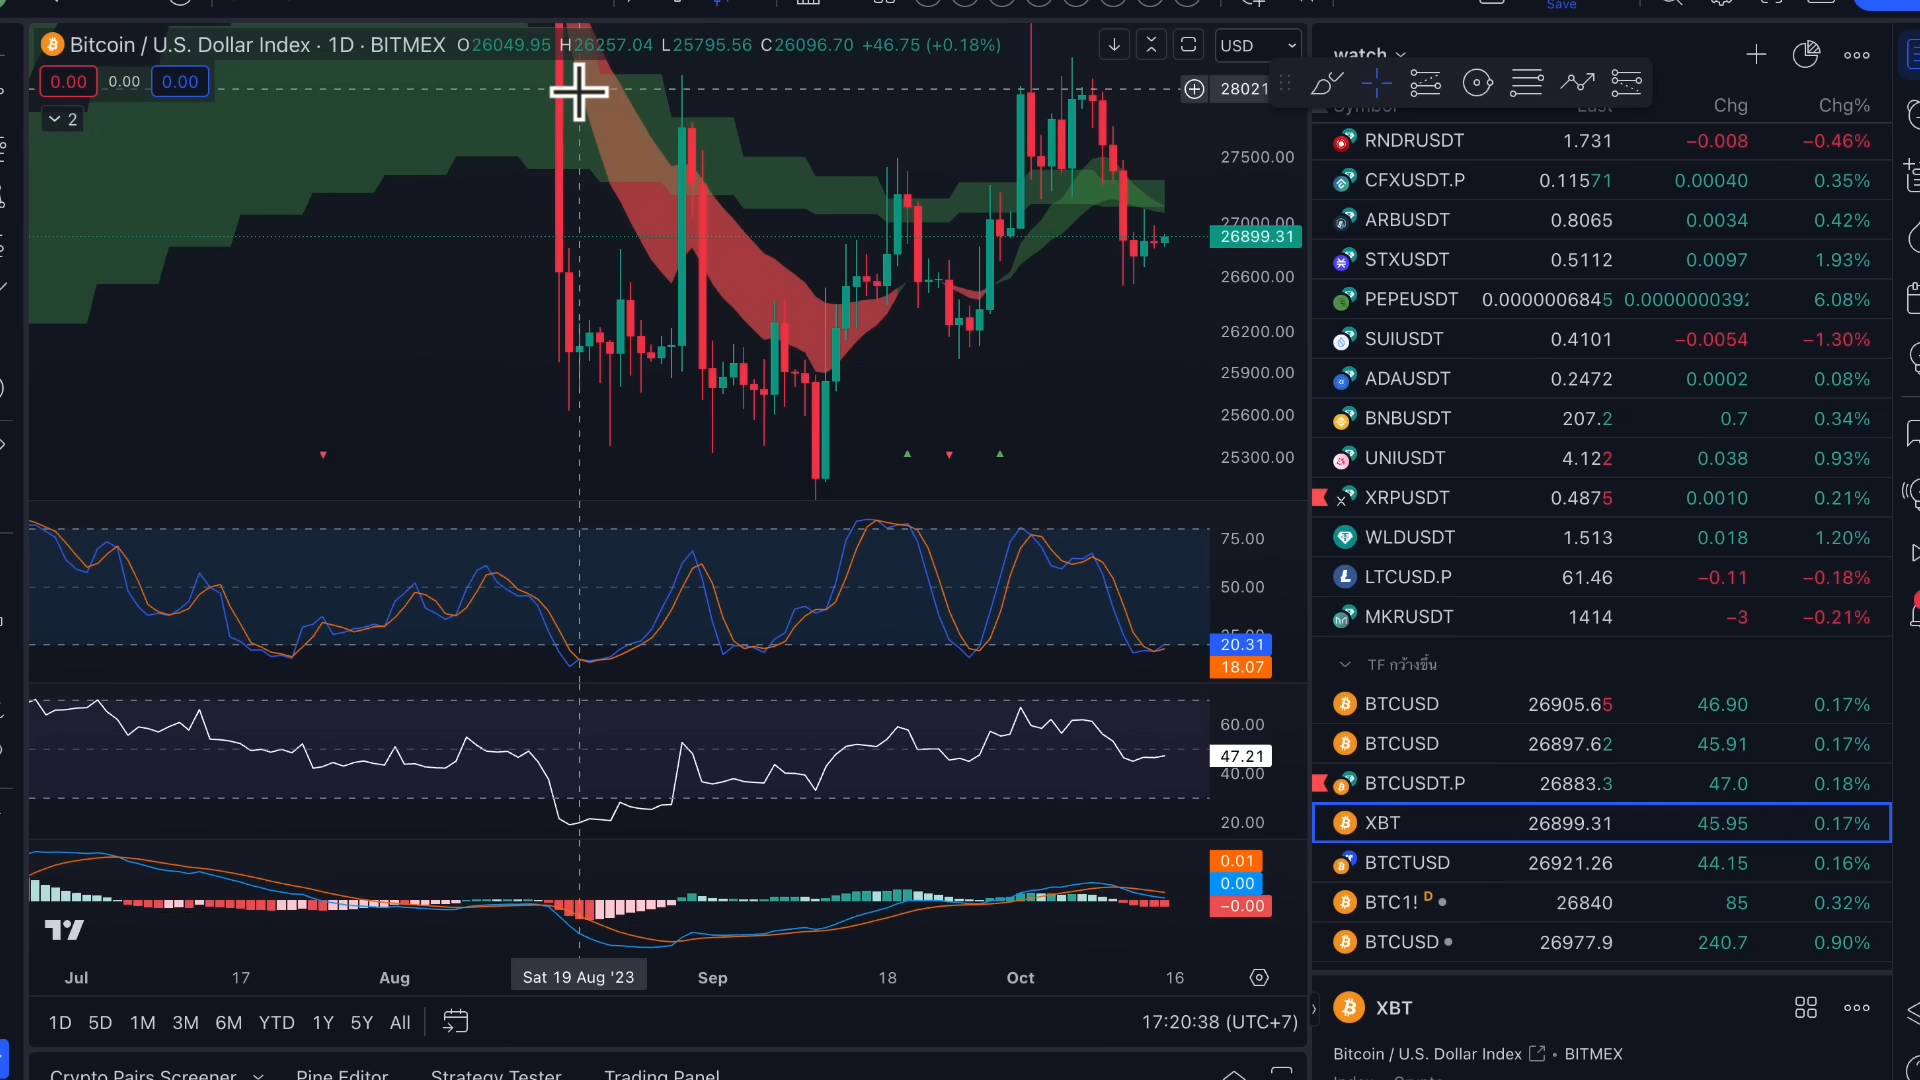 Save
Bitcoin / U.S. Dollar Index · 1D · BITMEX O26049.95 H26257.04 L25795.56 C26096.70 +46.75 (+0.18%)
USD
0.00 0.00 0.00
2
28021
27500.00
27000.00
26899.31
26600.00
26200.00
25900.00
25600.00
25300.00
75.00
50.00
20.31
18.07
60.00
47.21
40.00
20.00
0.01
0.00
−0.00
Jul 17 Aug Sat 19 Aug '23 Sep 18 Oct 16
1D 5D 1M 3M 6M YTD 1Y 5Y All 17:20:38 (UTC+7)
Crypto Pairs Screener Pine Editor Strategy Tester Trading Panel
watch
Symbol Last Chg Chg%
RNDRUSDT 1.731 −0.008 −0.46%
CFXUSDT.P 0.11571 0.00040 0.35%
ARBUSDT 0.8065 0.0034 0.42%
STXUSDT 0.5112 0.0097 1.93%
PEPEUSDT 0.0000006845 0.0000000392 6.08%
SUIUSDT 0.4101 −0.0054 −1.30%
ADAUSDT 0.2472 0.0002 0.08%
BNBUSDT 207.2 0.7 0.34%
UNIUSDT 4.122 0.038 0.93%
XRPUSDT 0.4875 0.0010 0.21%
WLDUSDT 1.513 0.018 1.20%
LTCUSD.P 61.46 −0.11 −0.18%
MKRUSDT 1414 −3 −0.21%
TF กว้างขึ้น
BTCUSD 26905.65 46.90 0.17%
BTCUSD 26897.62 45.91 0.17%
BTCUSDT.P 26883.3 47.0 0.18%
XBT 26899.31 45.95 0.17%
BTCTUSD 26921.26 44.15 0.16%
BTC1! D 26840 85 0.32%
BTCUSD 26977.9 240.7 0.90%
XBT
Bitcoin / U.S. Dollar Index • BITMEX